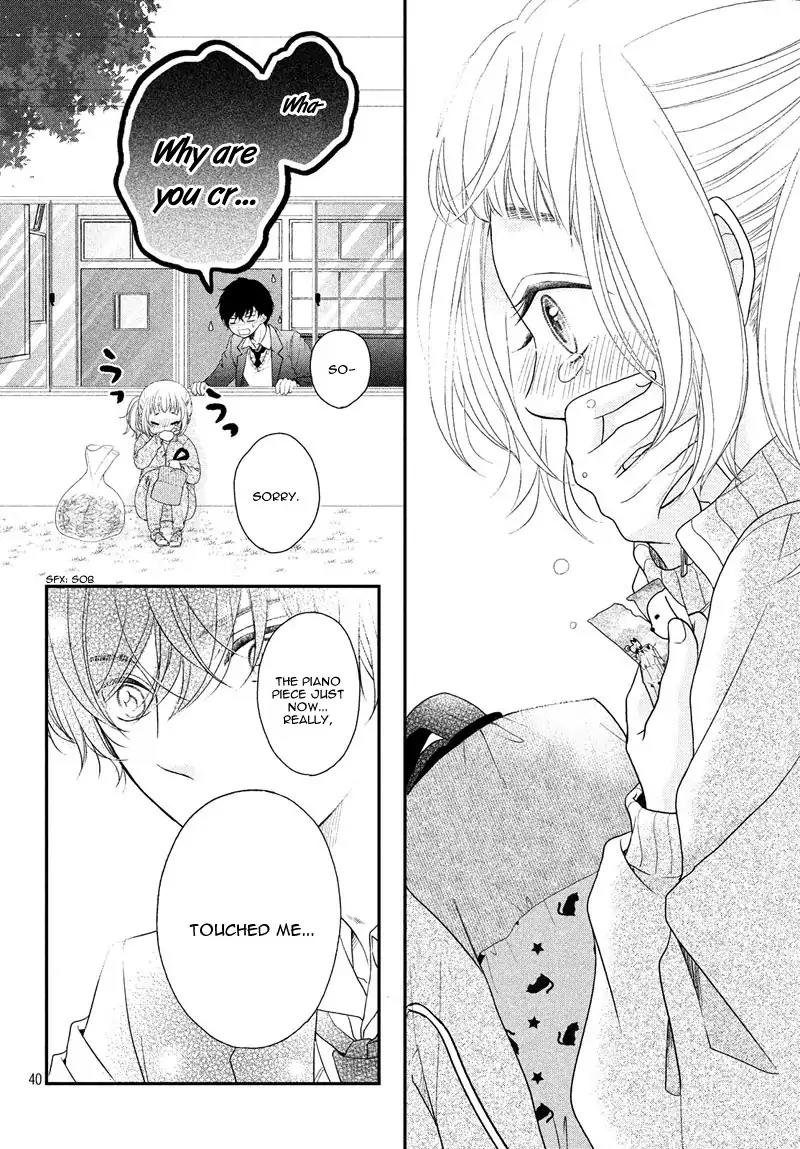 Wha-
Why are
you cr...
SO-
SORRY.
SFX: SOB
THE PIANO
PIECE JUST
NOW...
REALLY,
TOUCHED ME...
40